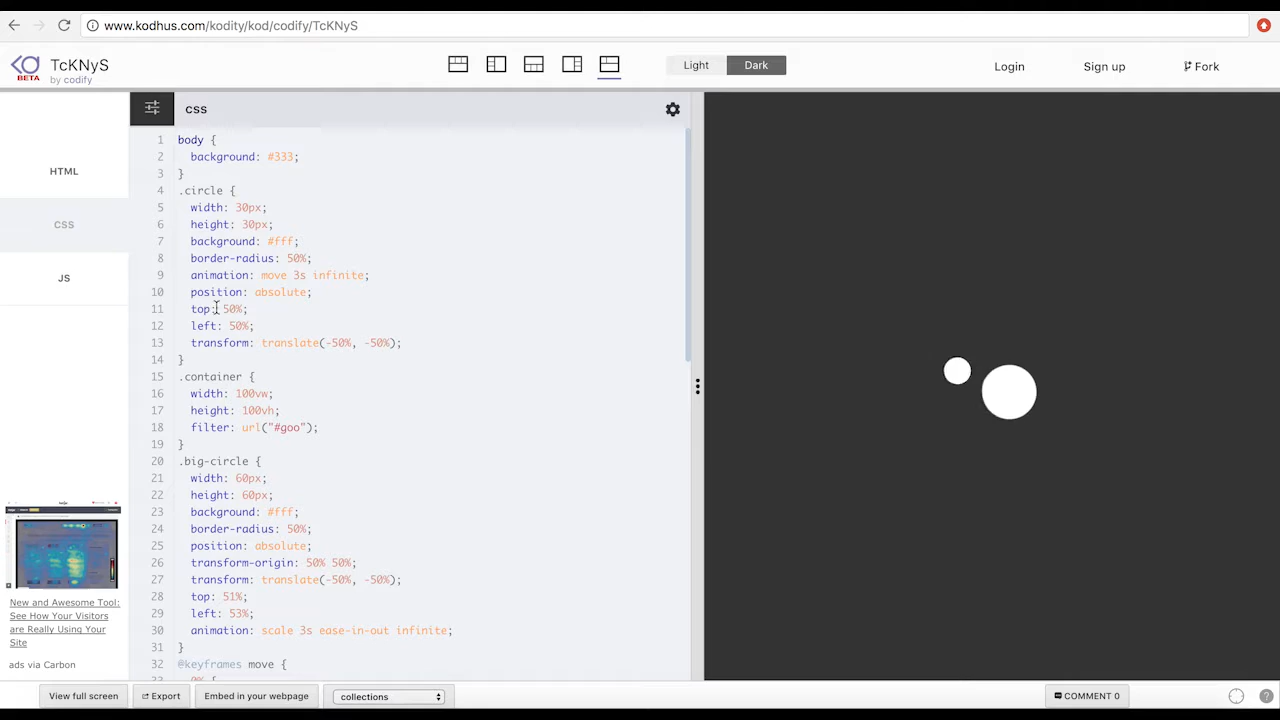 www.kodhus.com/kodity/kod/codify/TcKNyS
BETA
TcKNyS
by codify
Light
Dark
Login
Sign up
Fork
HTML
CSS
JS
css
1 body {
2 background: #333;
3 }
4 .circle {
5 width: 30px;
6 height: 30px;
7 background: #fff;
8 border-radius: 50%;
9 animation: move 3s infinite;
10 position: absolute;
11 top: 50%;
12 left: 50%;
13 transform: translate(-50%, -50%);
14 }
15 .container {
16 width: 100vw;
17 height: 100vh;
18 filter: url("#goo");
19 }
20 .big-circle {
21 width: 60px;
22 height: 60px;
23 background: #fff;
24 border-radius: 50%;
25 position: absolute;
26 transform-origin: 50% 50%;
27 transform: translate(-50%, -50%);
28 top: 51%;
29 left: 53%;
30 animation: scale 3s ease-in-out infinite;
31 }
32 @keyframes move {
0% {
New and Awesome Tool:
See How Your Visitors
are Really Using Your
Site
ads via Carbon
View full screen
Export
Embed in your webpage
collections
COMMENT 0
?